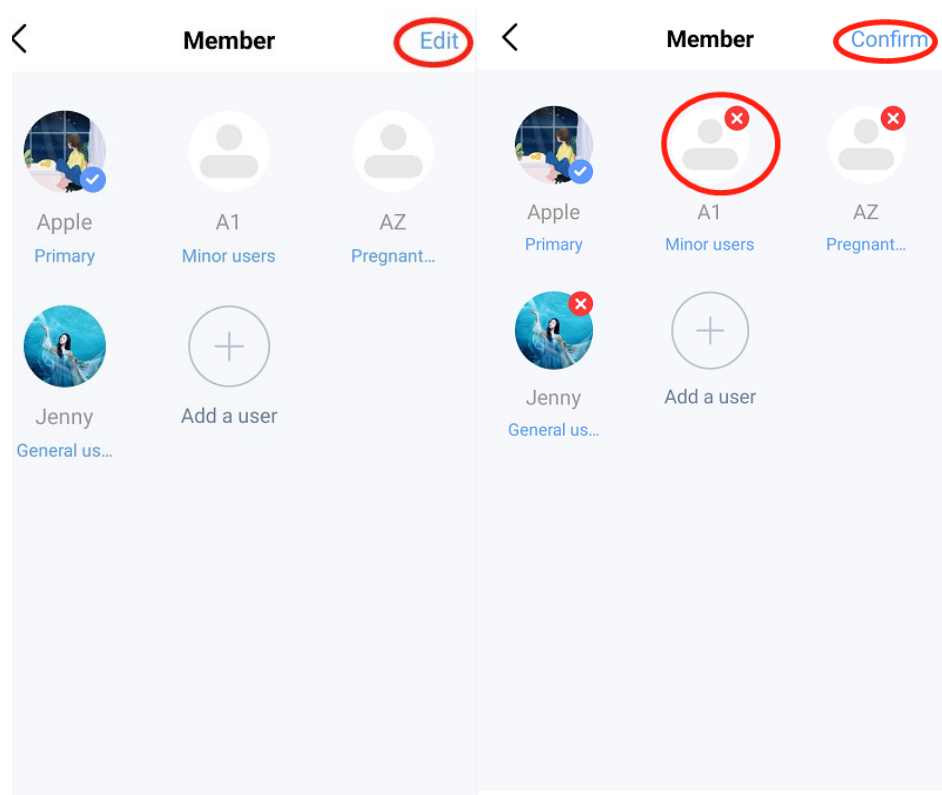 Member
Edit
Apple
A1
AZ
Primary
Minor users
Pregnant...
Jenny
Add a user
General us...
Member
Confirm
Apple
A1
AZ
Primary
Minor users
Pregnant...
Jenny
Add a user
General us...